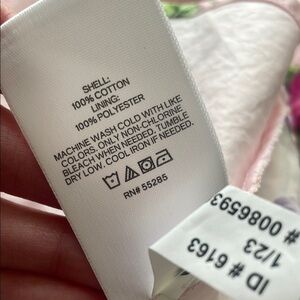 SHELL:
100% COTTON
LINING:
100% POLYESTER
MACHINE WASH COLD WITH LIKE
COLORS. ONLY NON-CHLORINE
BLEACH WHEN NEEDED. TUMBLE
DRY LOW. COOL IRON IF NEEDED.
RN# 55285
ID # 6163
1/23
# 0086593